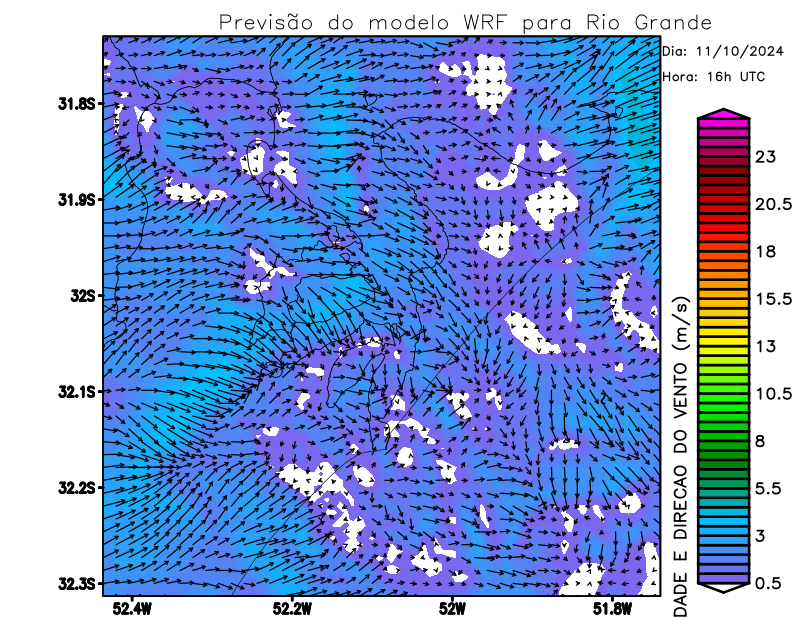 Previsão do modelo WRF para Rio Grande
Dia: 11/10/2024
Hora: 16h UTC
31.8S
31.9S
32S
32.1S
32.2S
32.3S
52.4W
52.2W
52W
51.8W
23
20.5
18
15.5
13
10.5
8
5.5
3
0.5
DADE E DIRECAO DO VENTO (m/s)